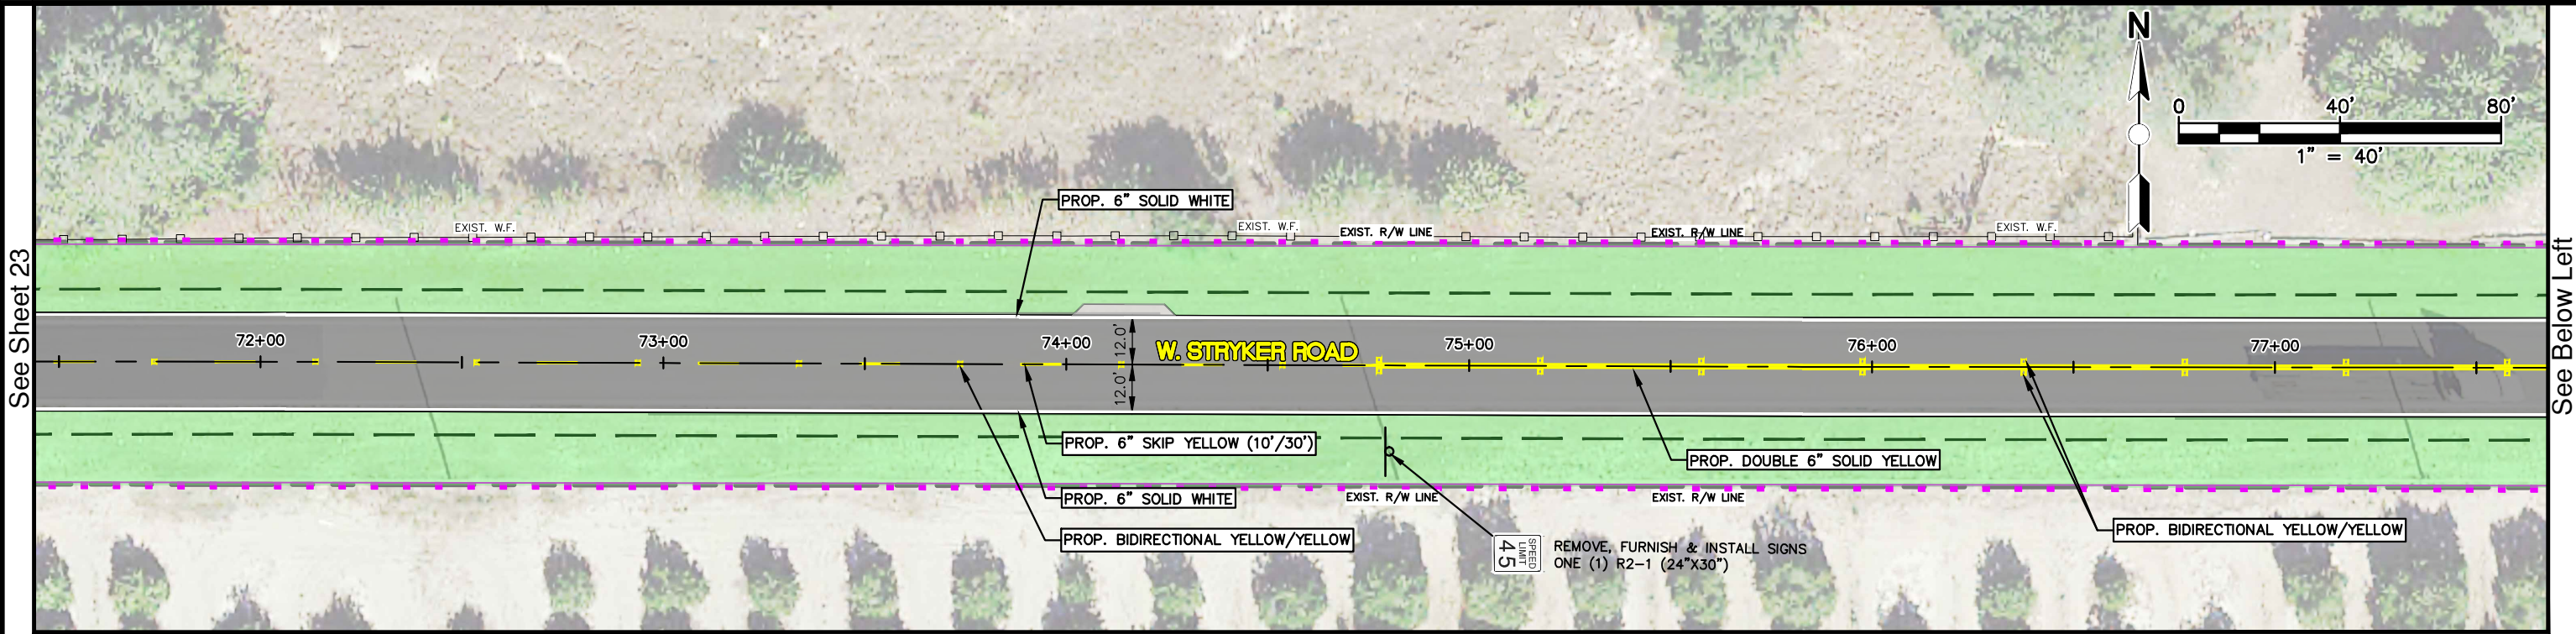 N
0 40' 80'
1" = 40'
PROP. 6" SOLID WHITE
EXIST. W.F.
EXIST. W.F.
EXIST. R/W LINE
EXIST. R/W LINE
EXIST. W.F.
See Sheet 23
See Below Left
72+00
73+00
74+00
12.0'
12.0'
W. STRYKER ROAD
75+00
76+00
77+00
PROP. 6" SKIP YELLOW (10'/30')
PROP. DOUBLE 6" SOLID YELLOW
PROP. 6" SOLID WHITE
EXIST. R/W LINE
EXIST. R/W LINE
PROP. BIDIRECTIONAL YELLOW/YELLOW
PROP. BIDIRECTIONAL YELLOW/YELLOW
SPEED
LIMIT
45
REMOVE, FURNISH & INSTALL SIGNS
ONE (1) R2-1 (24"X30")